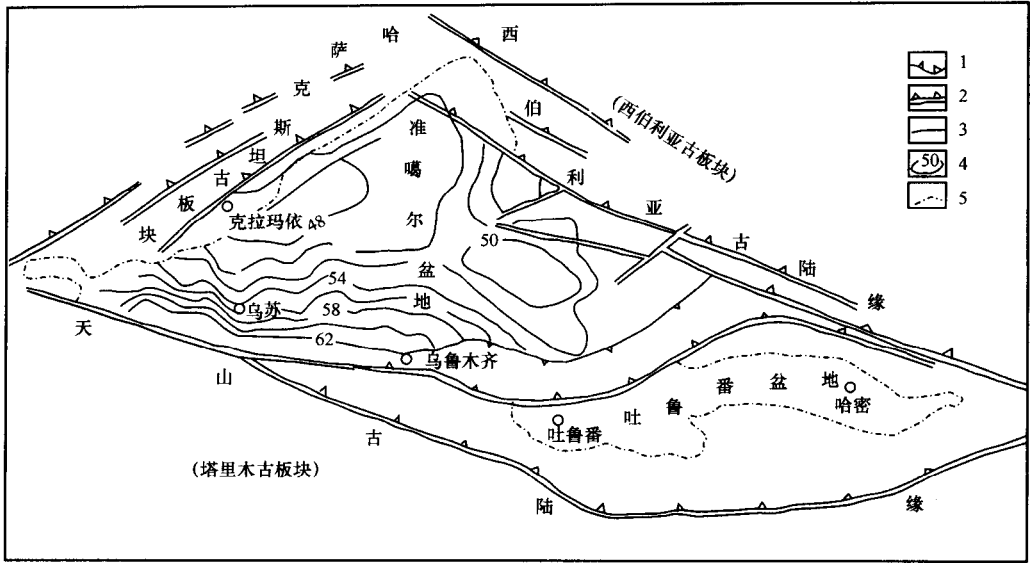 哈萨克斯坦古板块
西伯利亚古陆缘
(西伯利亚古板块)
准噶尔盆地
克拉玛依
48
50
54
乌苏
58
62
乌鲁木齐
天山古陆缘
吐鲁番盆地
哈密
吐鲁番
(塔里木古板块)
1
2
3
50
4
5